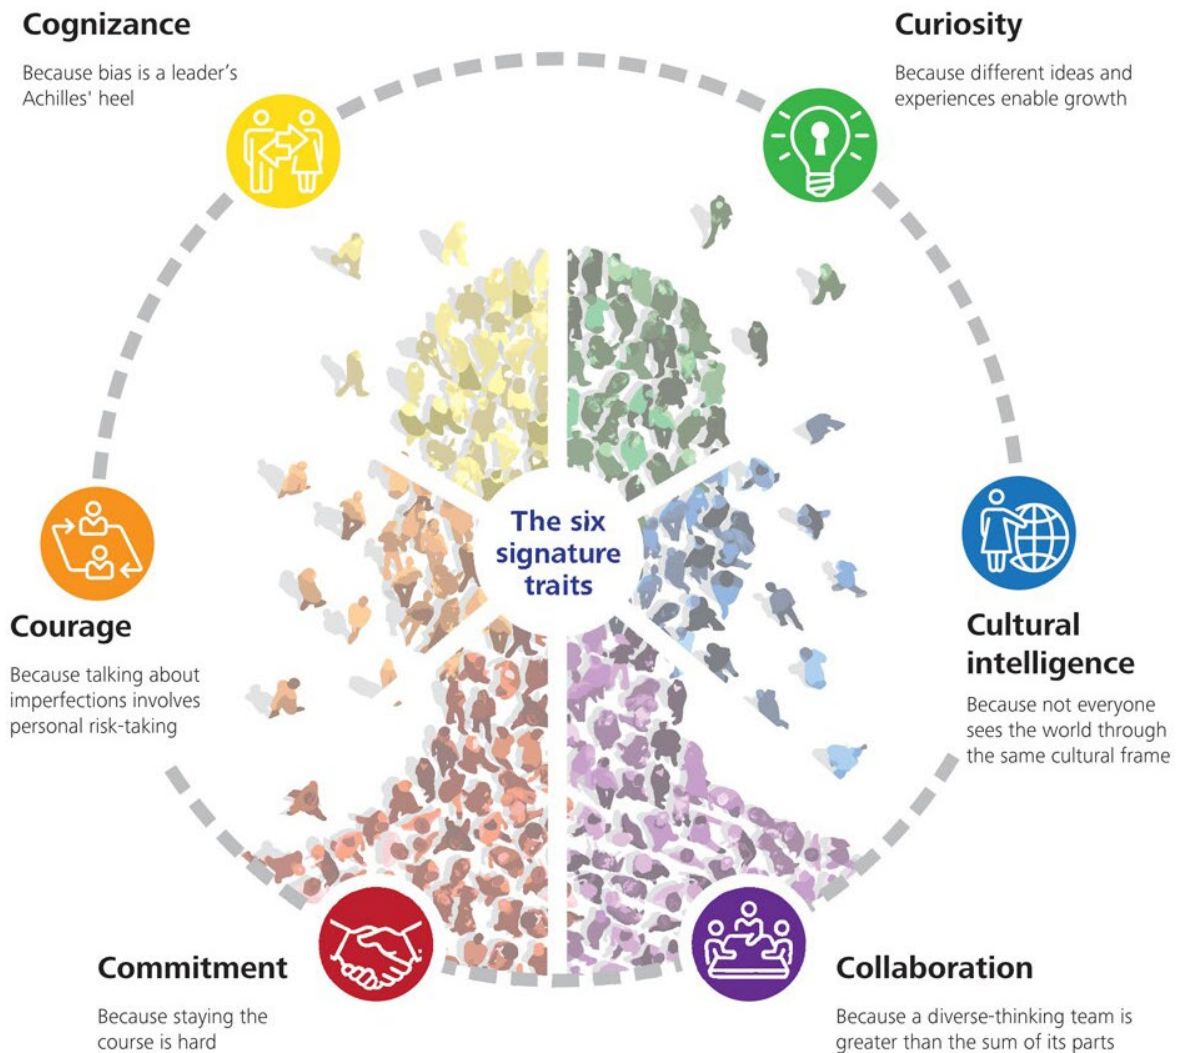 Cognizance
Because bias is a leader's
Achilles' heel
Curiosity
Because different ideas and
experiences enable growth
The six
signature
traits
Courage
Because talking about
imperfections involves
personal risk-taking
Cultural
intelligence
Because not everyone
sees the world through
the same cultural frame
Commitment
Because staying the
course is hard
Collaboration
Because a diverse-thinking team is
greater than the sum of its parts